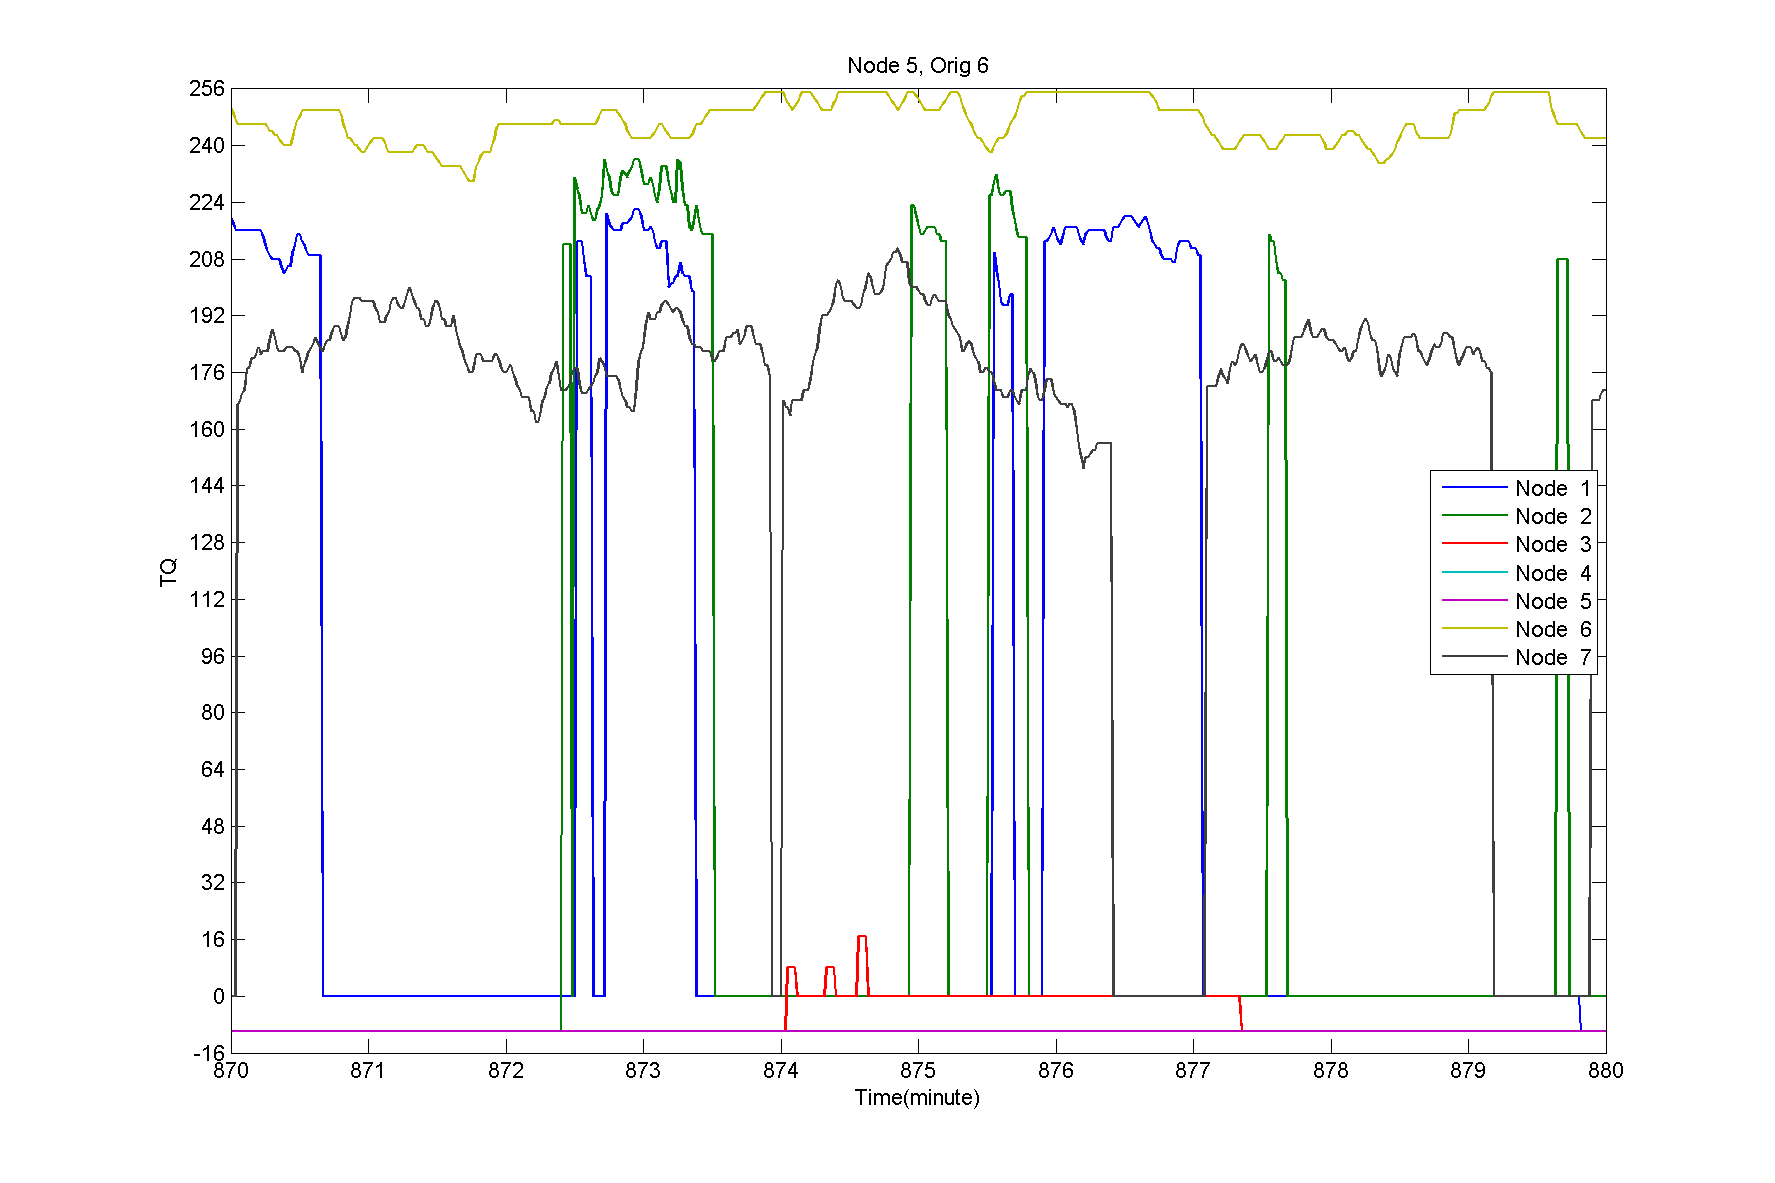 Node 5, Orig 6
256
240
224
208
192
176
160
144
128
112
96
80
64
48
32
16
0
-16
TQ
Node 1
Node 2
Node 3
Node 4
Node 5
Node 6
Node 7
870 871 872 873 874 875 876 877 878 879 880
Time(minute)